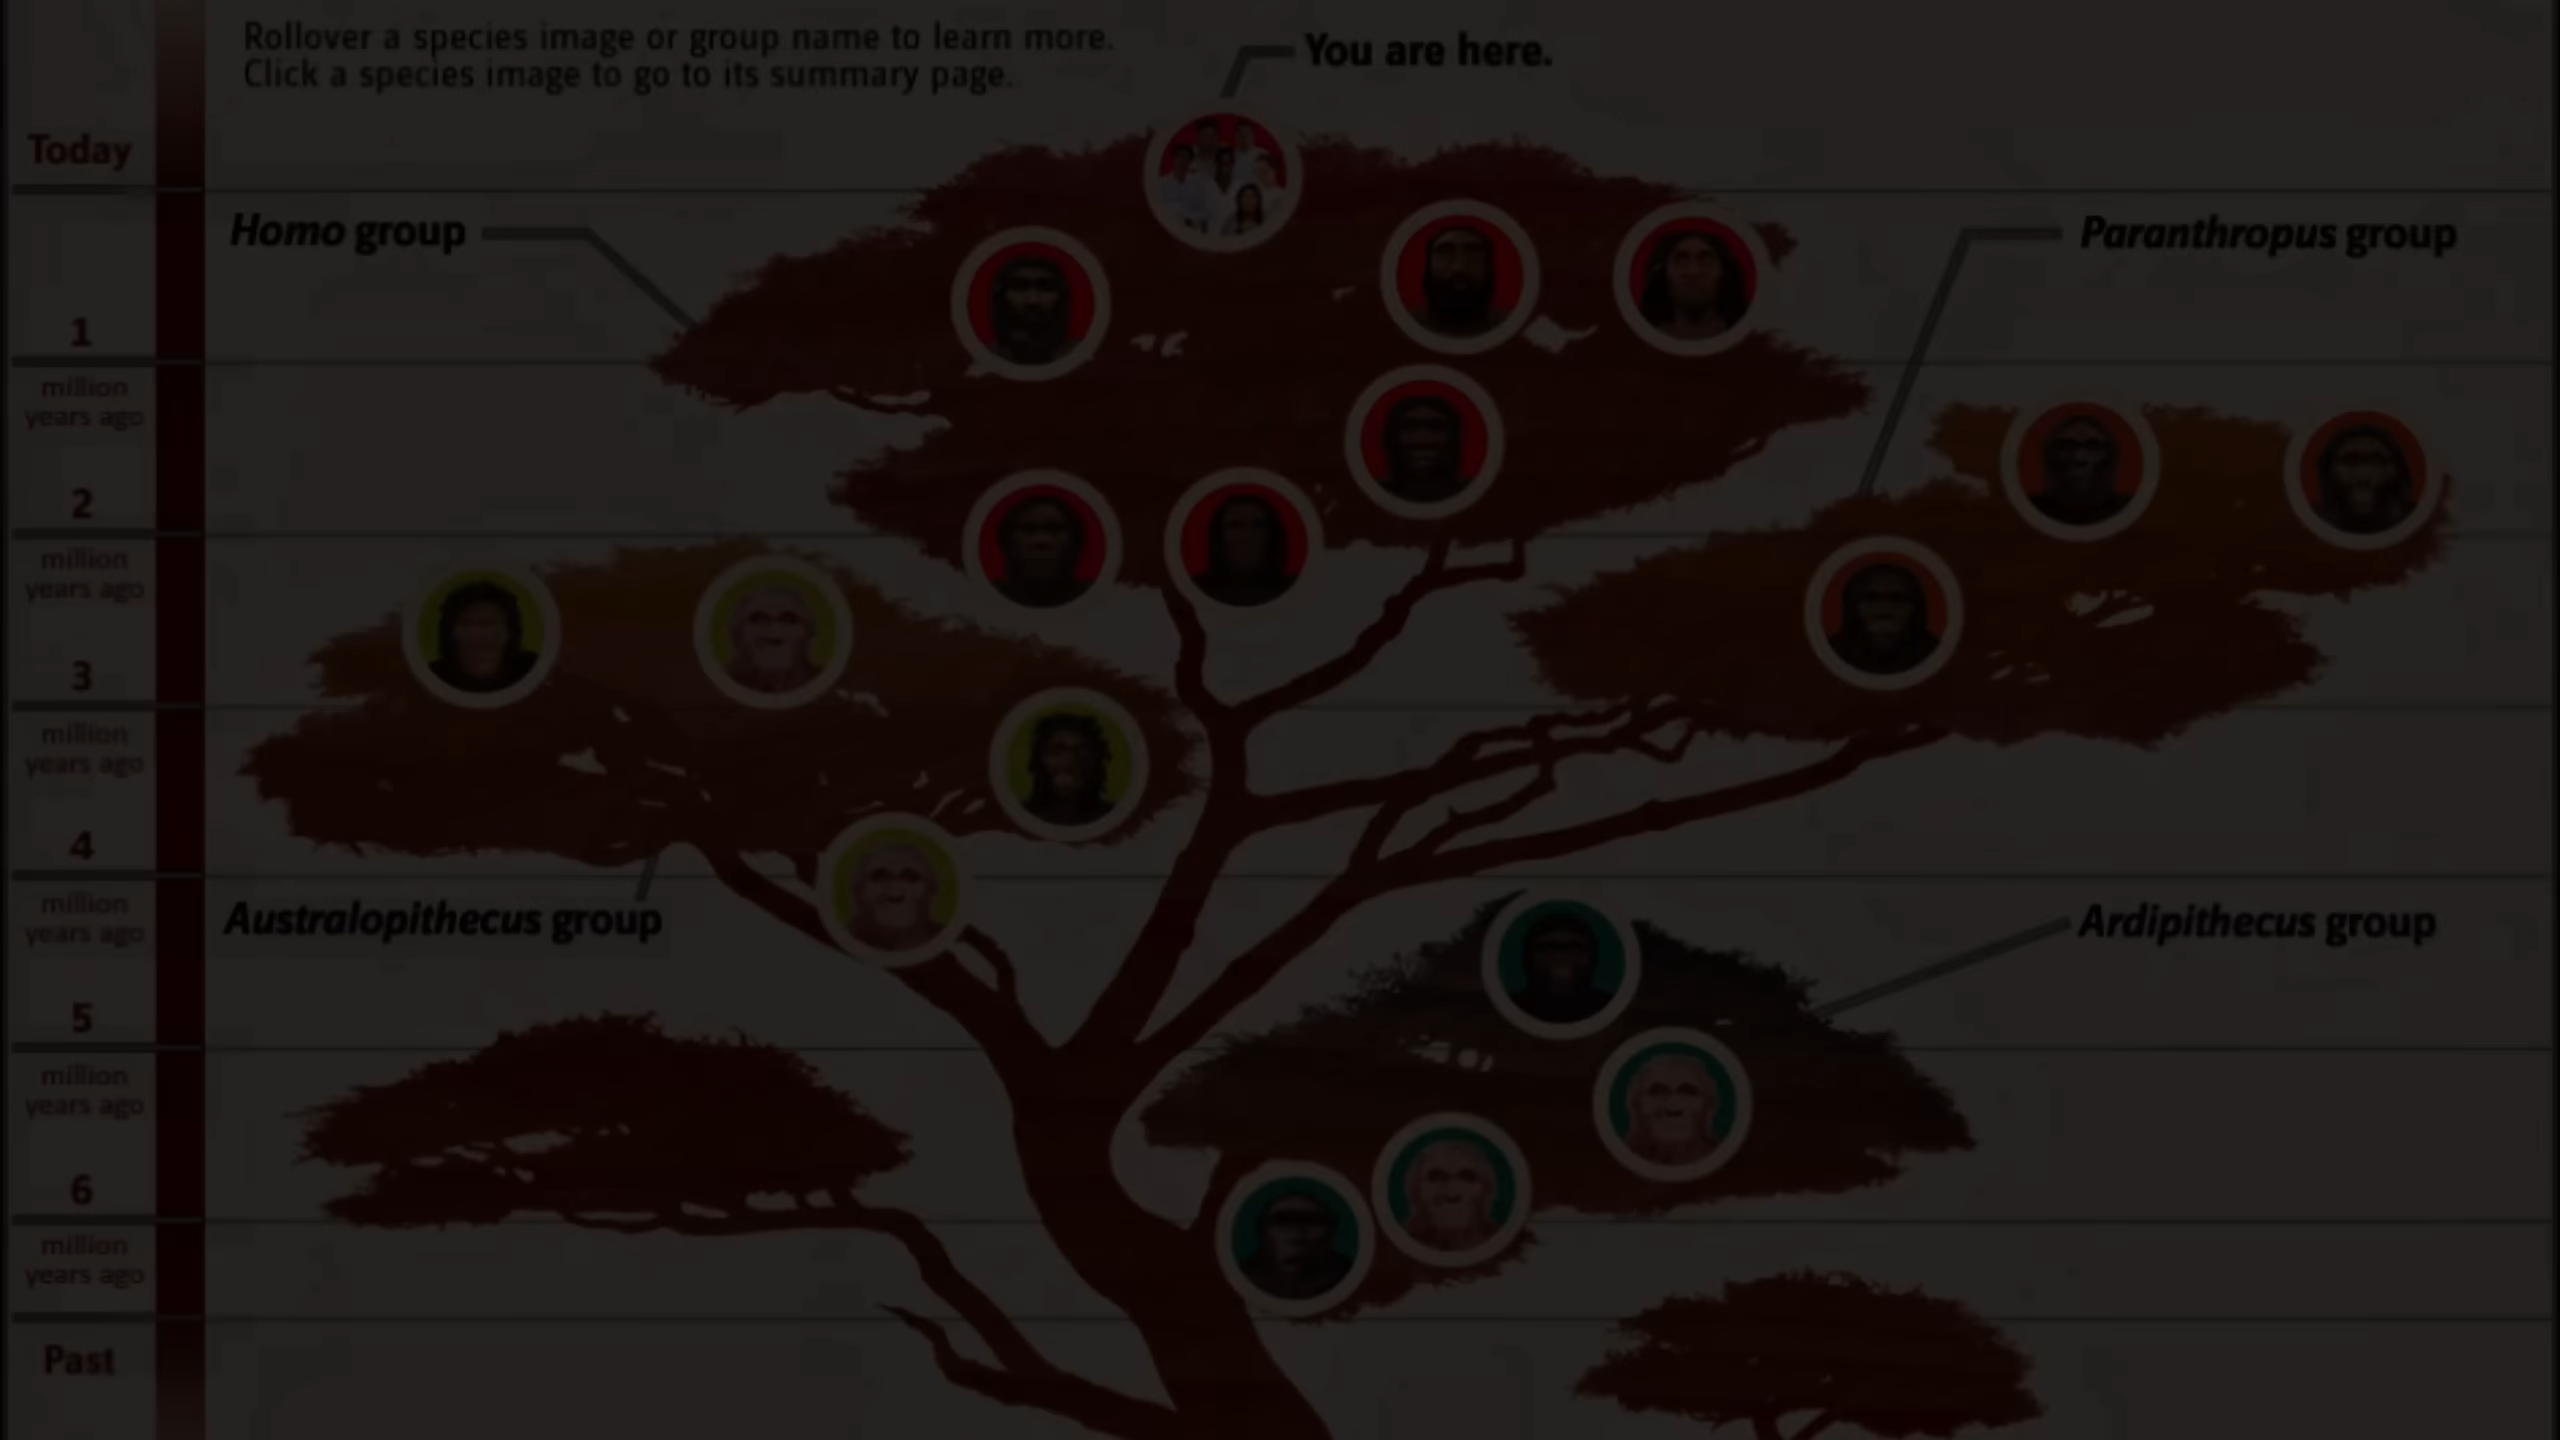 Rollover a species image or group name to learn more.
Click a species image to go to its summary page.
You are here.
Today
Homo group
Paranthropus group
1
million
years ago
2
million
years ago
3
million
years ago
4
million
years ago
Australopithecus group
Ardipithecus group
5
million
years ago
6
million
years ago
Past